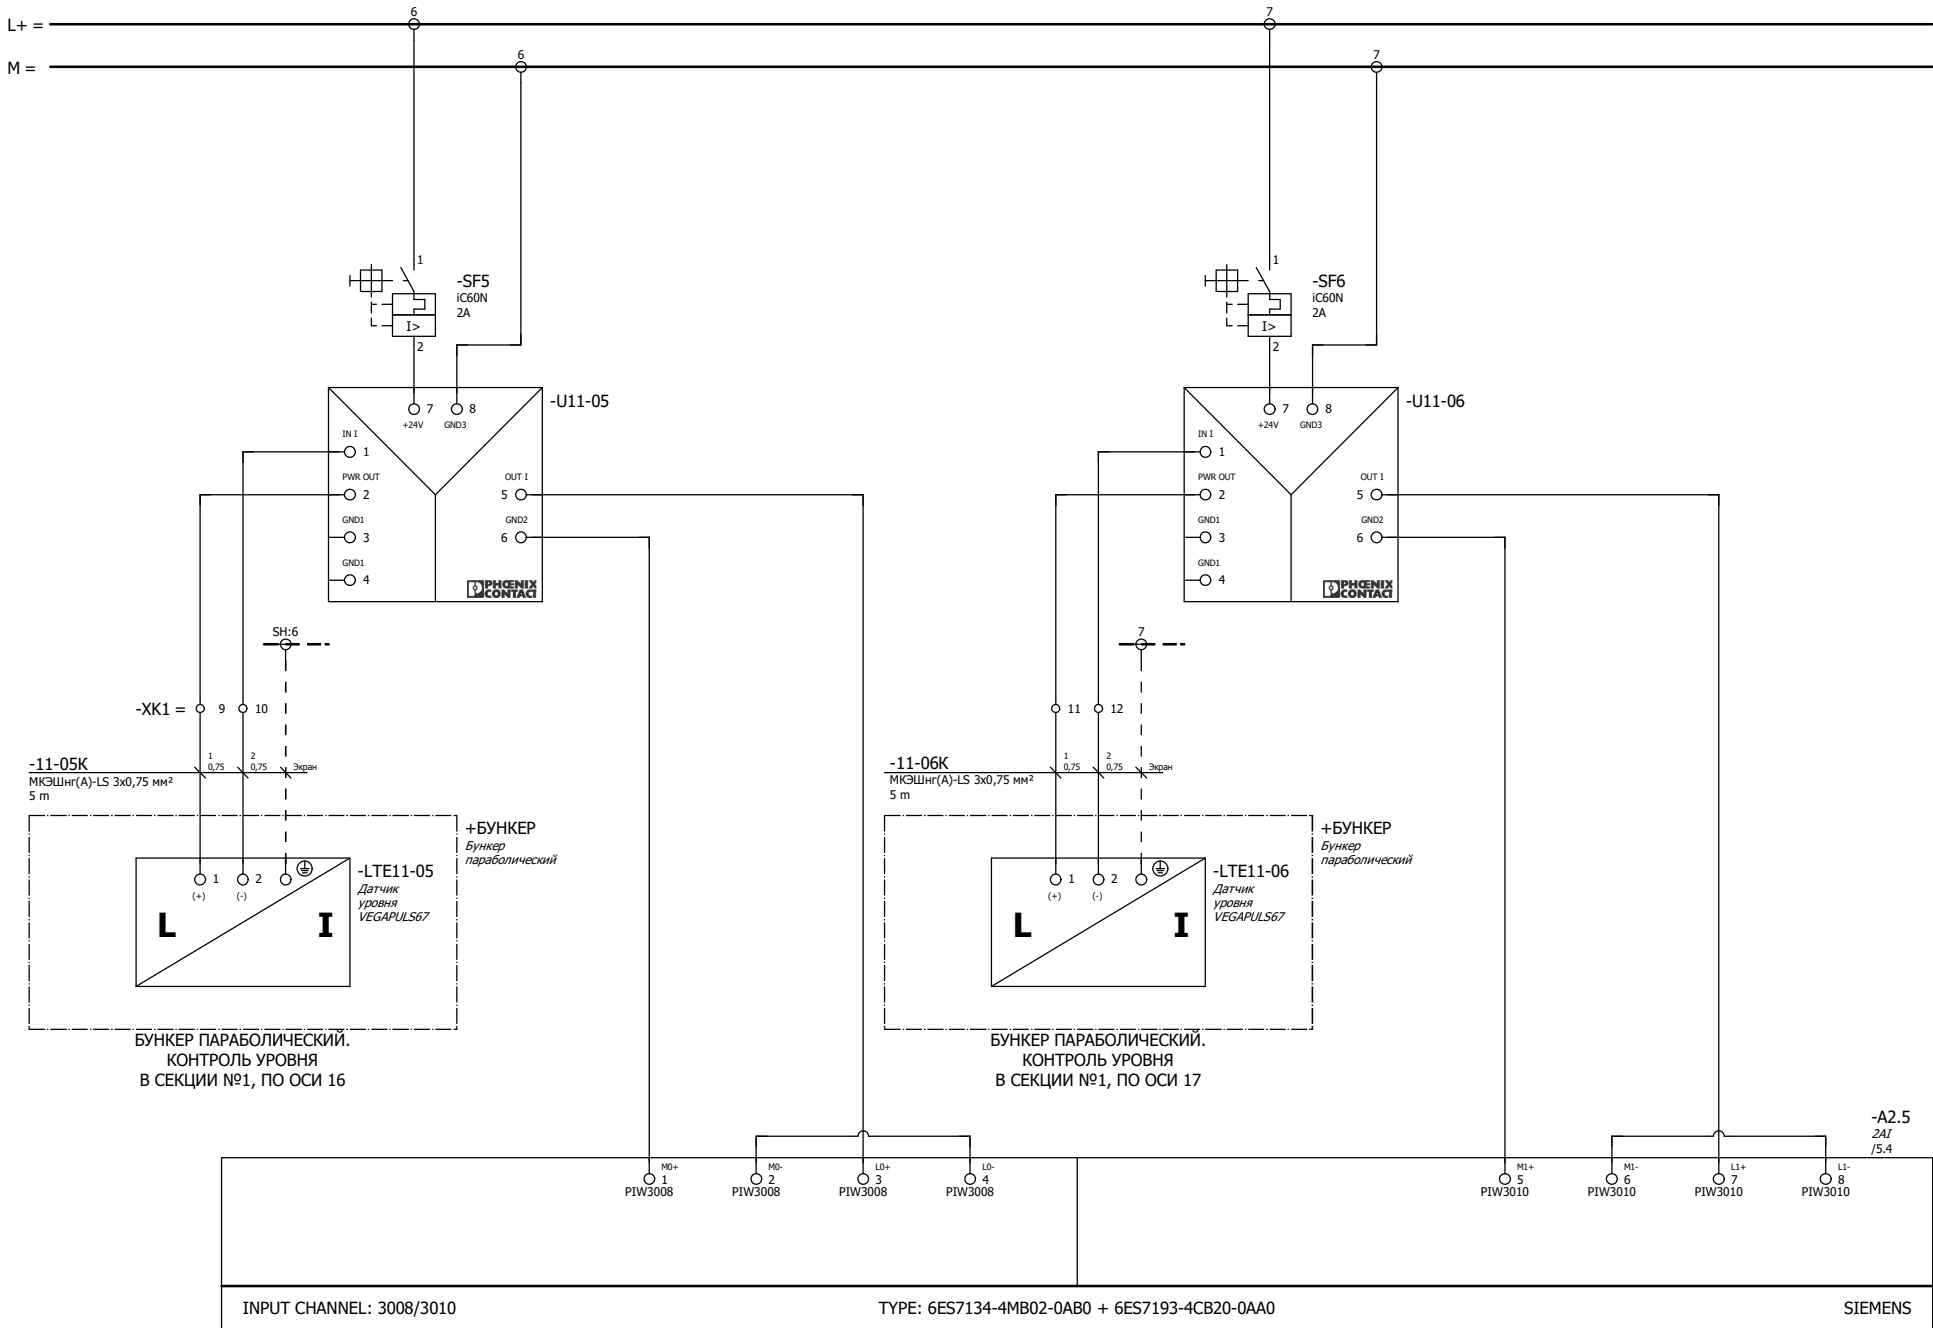 L+ =
6
7
M =
6
7
1
-SF5
iC60N
2A
I>
2
1
-SF6
iC60N
2A
I>
2
-U11-05
7
8
+24V
GND3
IN I
1
PWR OUT
2
GND1
3
GND1
4
OUT I
5
GND2
6
PHŒNIX
CONTACT
-U11-06
7
8
+24V
GND3
IN I
1
PWR OUT
2
GND1
3
GND1
4
OUT I
5
GND2
6
PHŒNIX
CONTACT
SH:6
7
-XK1 =
9
10
11
12
-11-05К
МКЭШнг(А)-LS 3х0,75 мм²
5 m
1
0,75
2
0,75
Экран
-11-06К
МКЭШнг(А)-LS 3х0,75 мм²
5 m
1
0,75
2
0,75
Экран
+БУНКЕР
Бункер
параболический
1
2
(+)
(-)
L
I
-LTE11-05
Датчик
уровня
VEGAPULS67
БУНКЕР ПАРАБОЛИЧЕСКИЙ.
КОНТРОЛЬ УРОВНЯ
В СЕКЦИИ №1, ПО ОСИ 16
+БУНКЕР
Бункер
параболический
1
2
(+)
(-)
L
I
-LTE11-06
Датчик
уровня
VEGAPULS67
БУНКЕР ПАРАБОЛИЧЕСКИЙ.
КОНТРОЛЬ УРОВНЯ
В СЕКЦИИ №1, ПО ОСИ 17
-A2.5
2AI
/5.4
M0+
1
PIW3008
M0-
2
PIW3008
L0+
3
PIW3008
L0-
4
PIW3008
M1+
5
PIW3010
M1-
6
PIW3010
L1+
7
PIW3010
L1-
8
PIW3010
INPUT CHANNEL: 3008/3010
TYPE: 6ES7134-4MB02-0AB0 + 6ES7193-4CB20-0AA0
SIEMENS